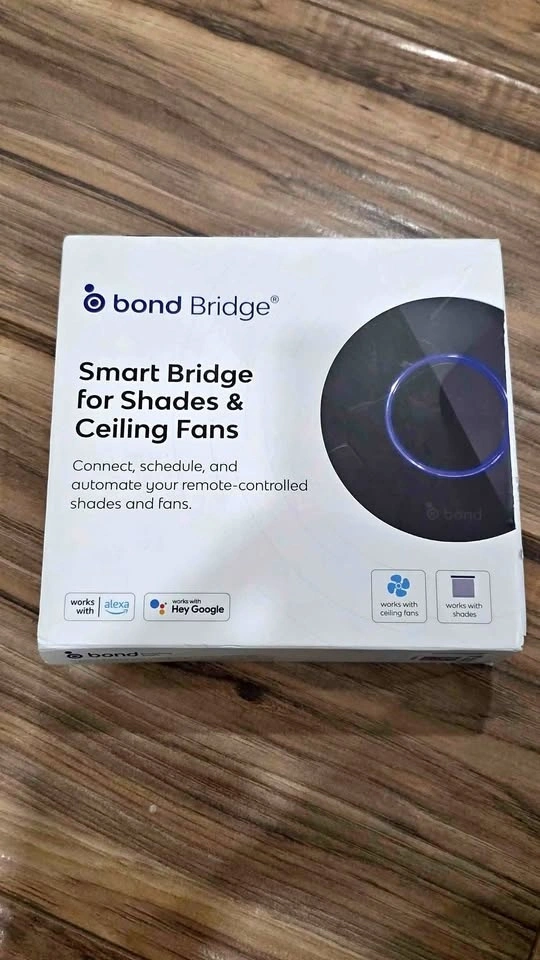 bond Bridge®
Smart Bridge
for Shades &
Ceiling Fans
Connect, schedule, and
automate your remote-controlled
shades and fans.
bond
works with alexa
works with Hey Google
works with
ceiling fans
works with
shades
bond